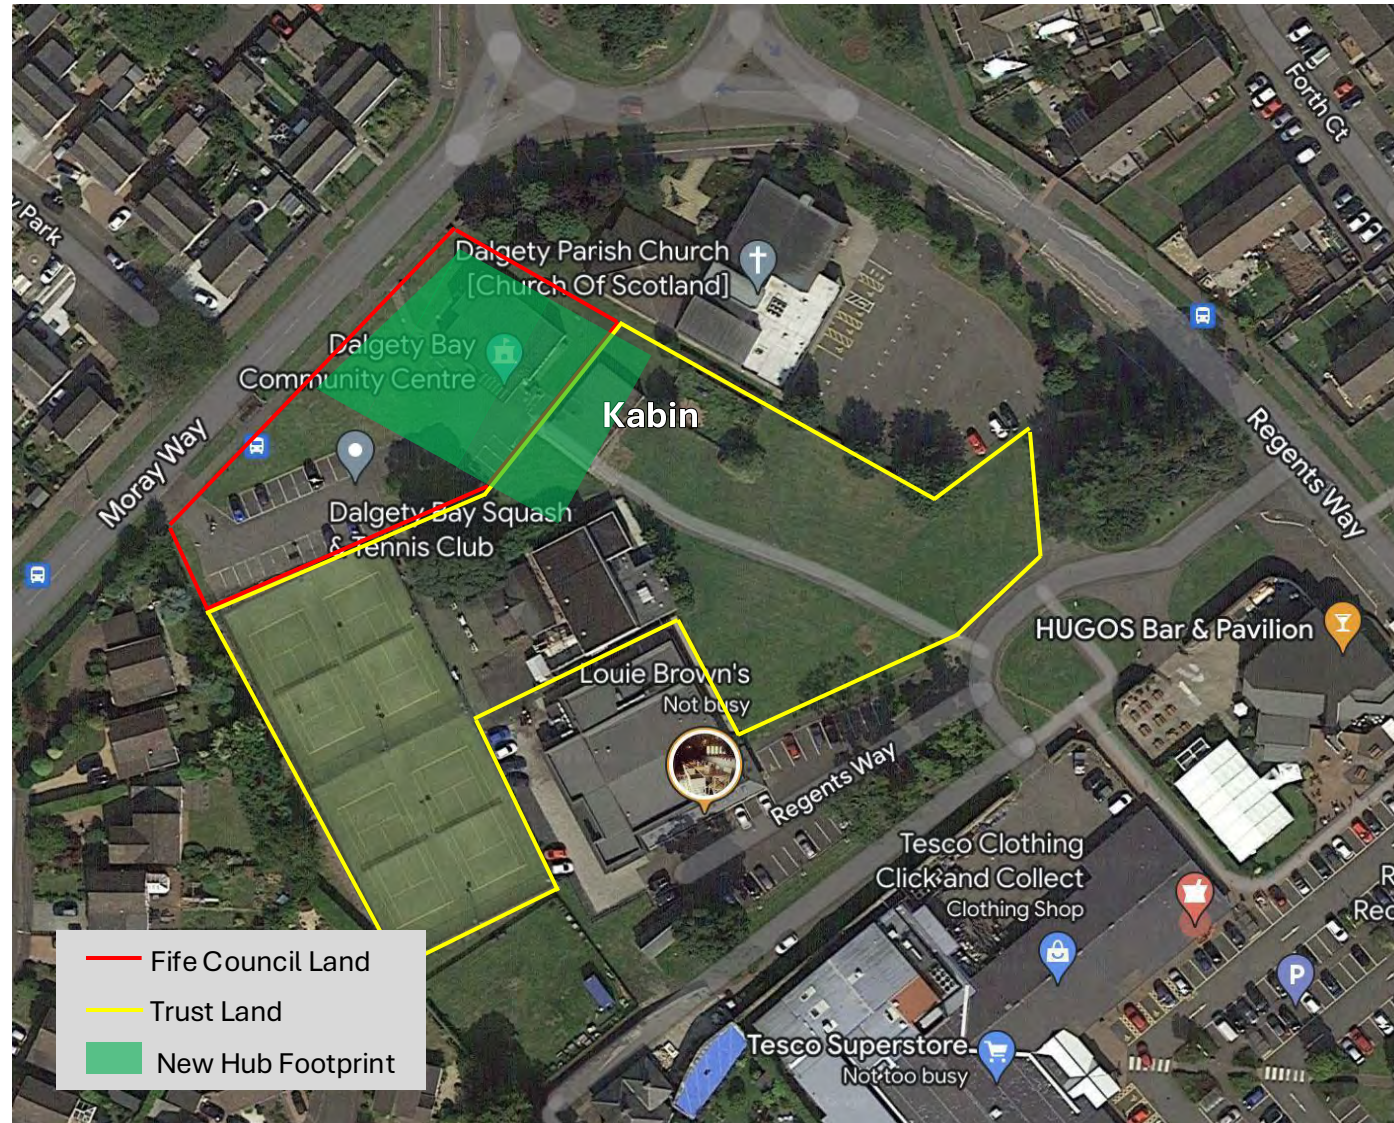 Forth Ct
y Park
Dalgety Parish Church
[Church Of Scotland]
Dalgety Bay
Community Centre
Kabin
Moray Way
Regents Way
Dalgety Bay Squash
& Tennis Club
HUGOS Bar & Pavilion
Louie Brown's
Not busy
Regents Way
Tesco Clothing
Click and Collect
Clothing Shop
R
Rec
P
Fife Council Land
Trust Land
New Hub Footprint
Tesco Superstore
Not too busy